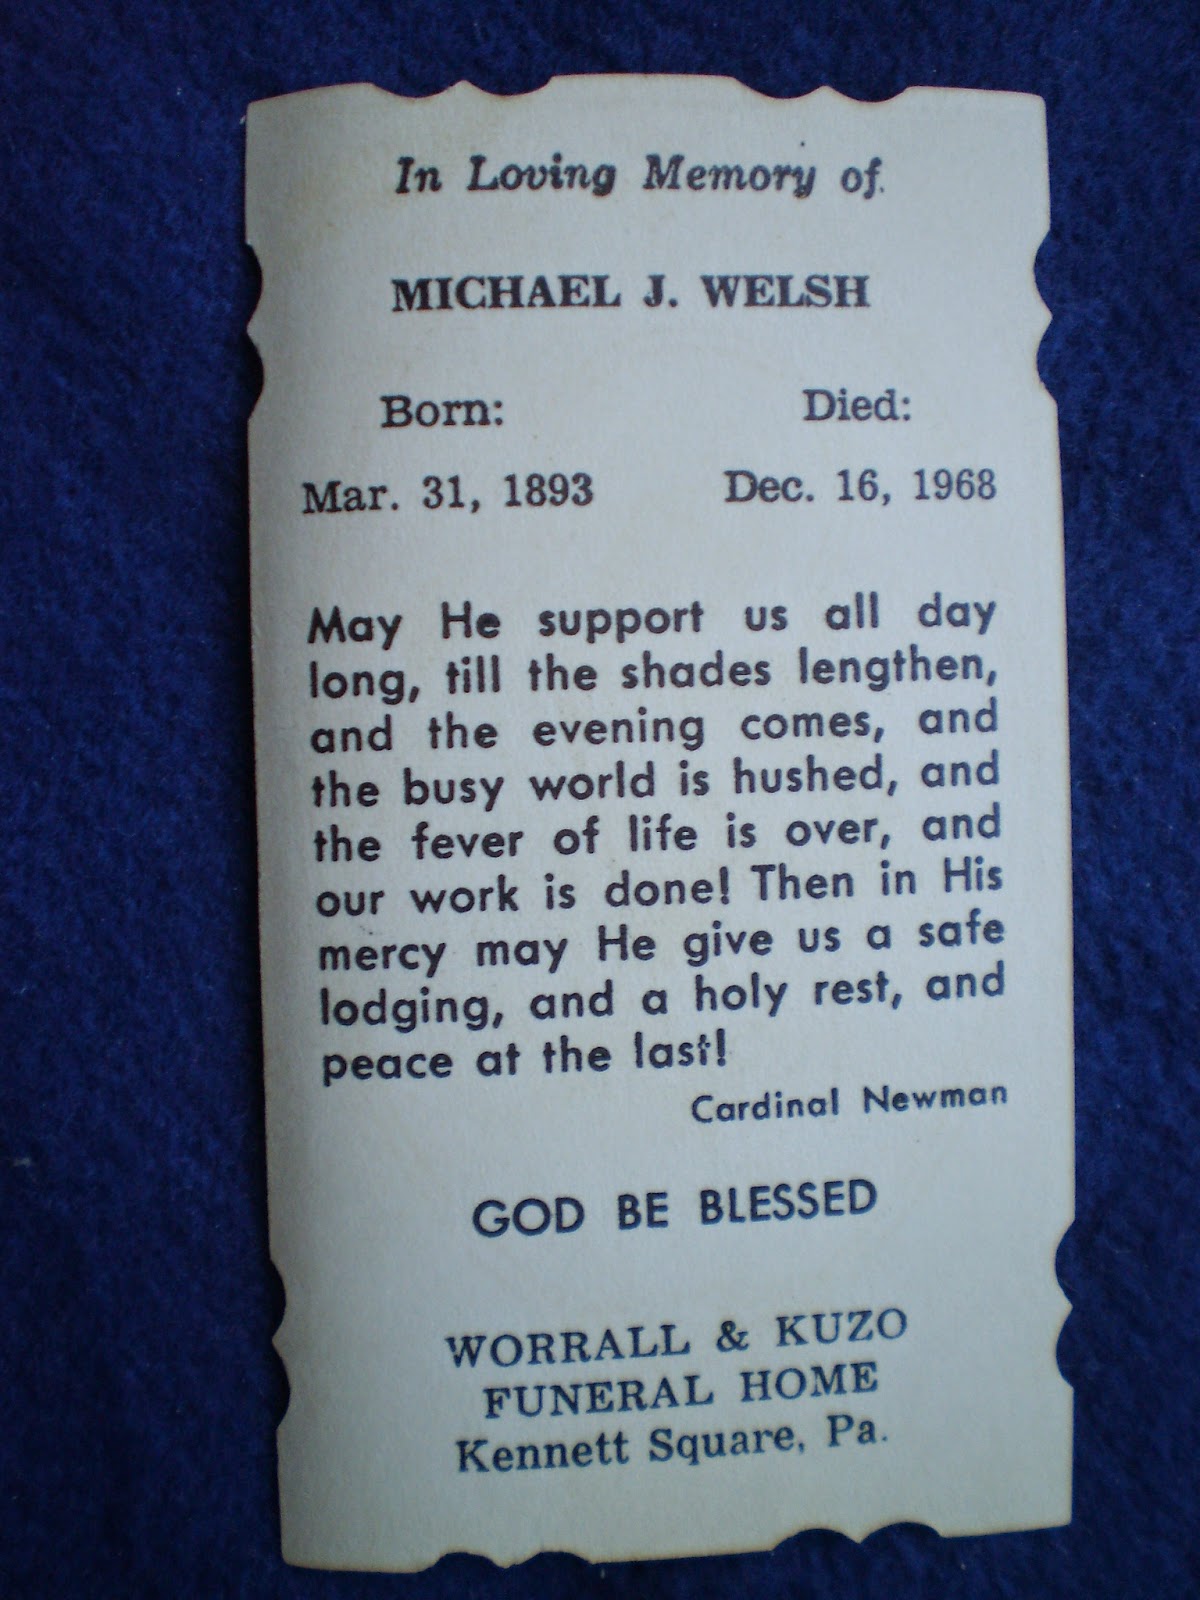 In Loving Memory of
MICHAEL J. WELSH
Born: Died:
Mar. 31, 1893 Dec. 16, 1968
May He support us all day
long, till the shades lengthen,
and the evening comes, and
the busy world is hushed, and
the fever of life is over, and
our work is done! Then in His
mercy may He give us a safe
lodging, and a holy rest, and
peace at the last!
Cardinal Newman
GOD BE BLESSED
WORRALL & KUZO
FUNERAL HOME
Kennett Square, Pa.